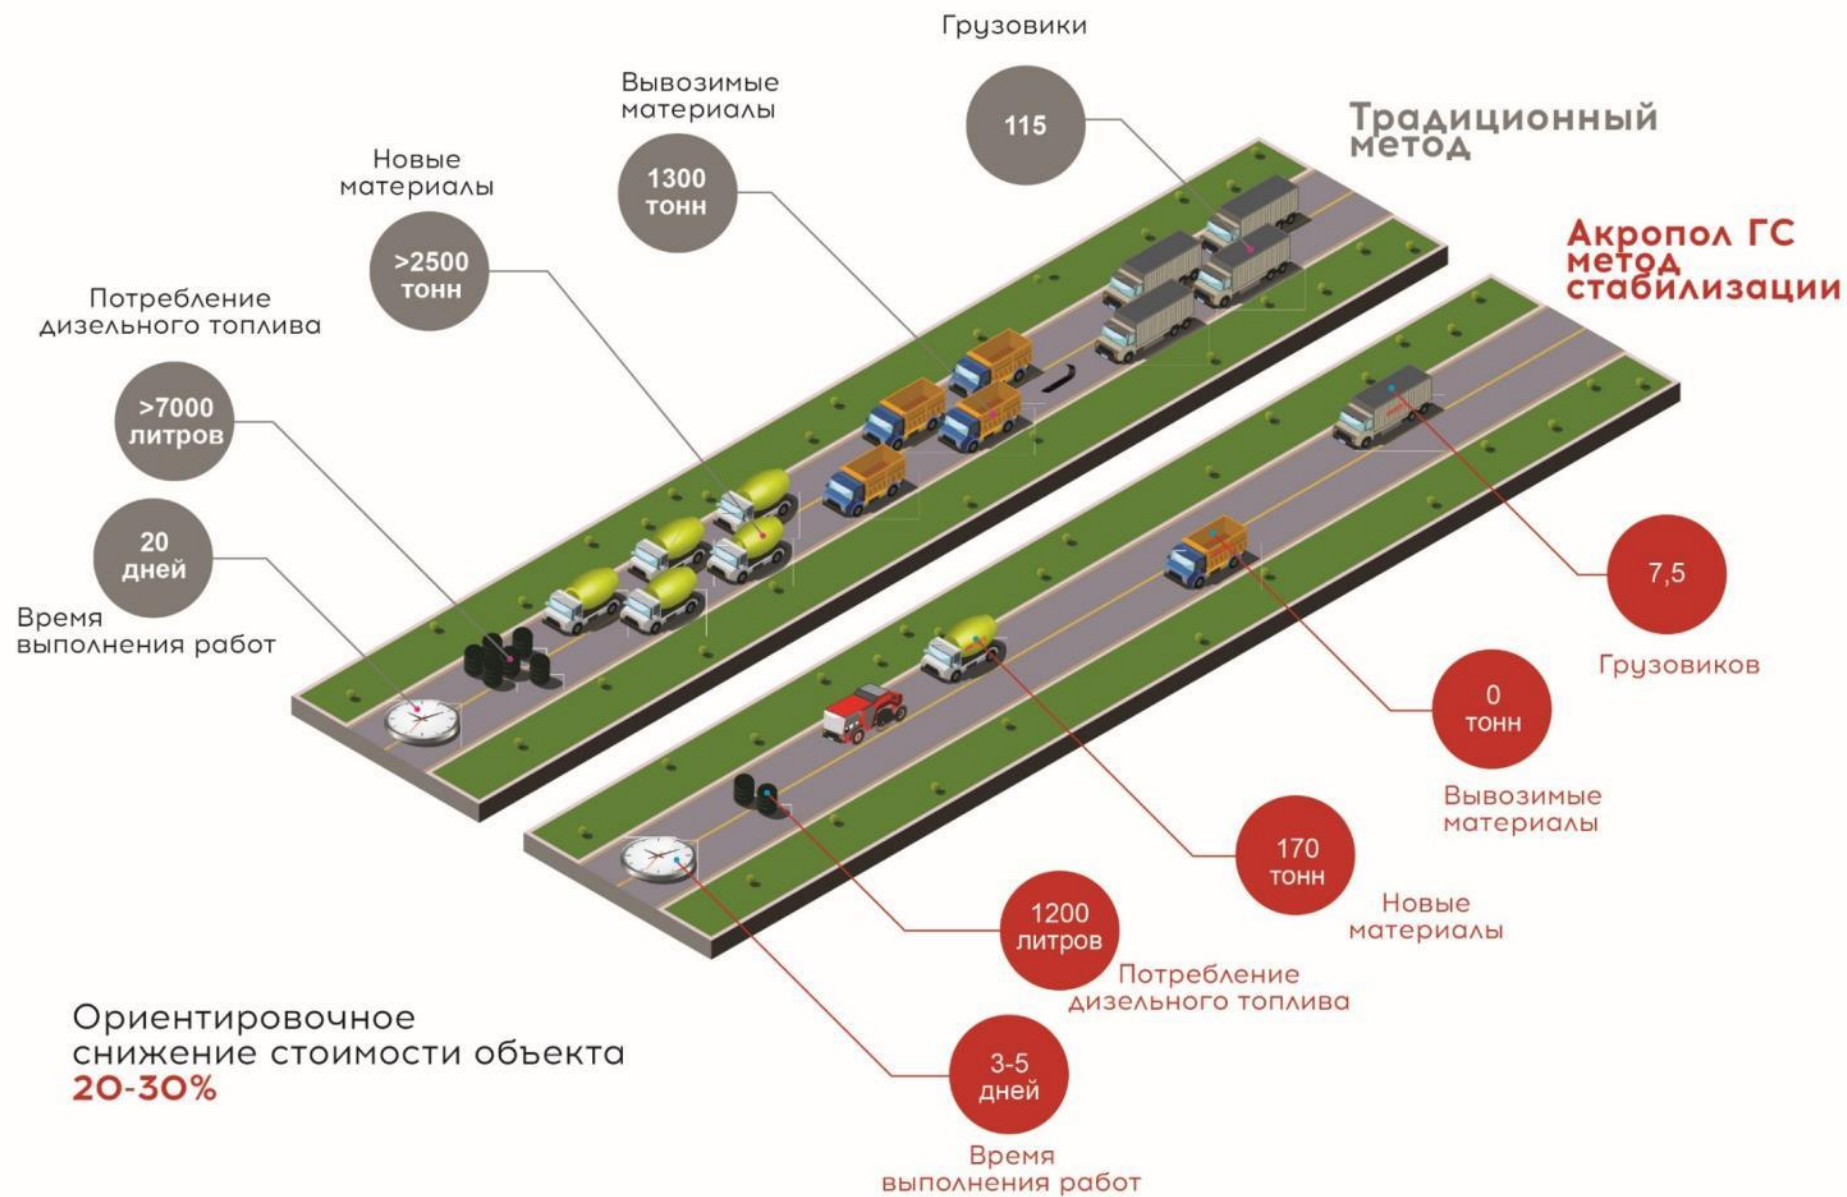 Грузовики
115
Традиционный
метод
Вывозимые
материалы
1300
тонн
Новые
материалы
>2500
тонн
Потребление
дизельного топлива
>7000
литров
20
дней
Время
выполнения работ
Акропол ГС
метод
стабилизации
7,5
Грузовиков
0
тонн
Вывозимые
материалы
170
тонн
Новые
материалы
1200
литров
Потребление
дизельного топлива
3-5
дней
Время
выполнения работ
Ориентировочное
снижение стоимости объекта
20-30%